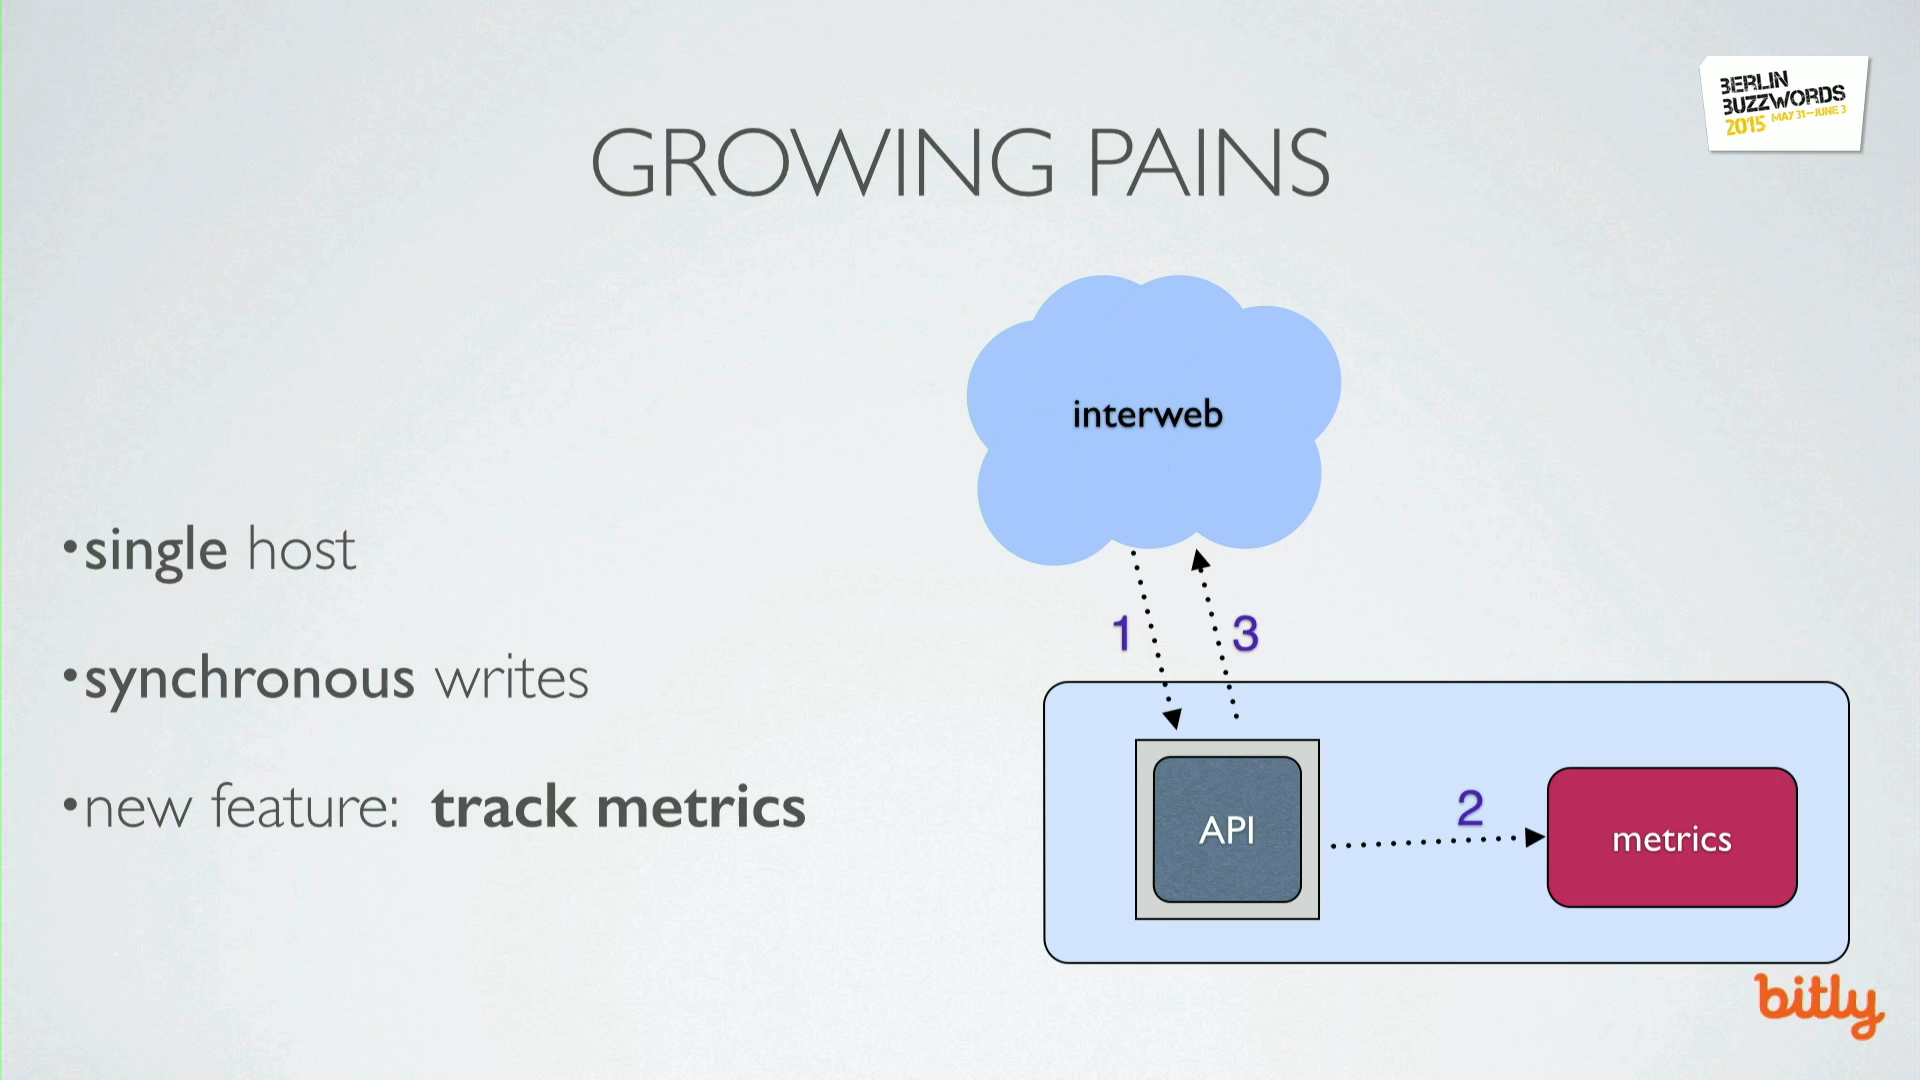 BERLIN
BUZZWORDS
2015 MAY 31–JUNE 3
GROWING PAINS
interweb
•single host
1
3
•synchronous writes
•new feature: track metrics
2
API
metrics
bitly